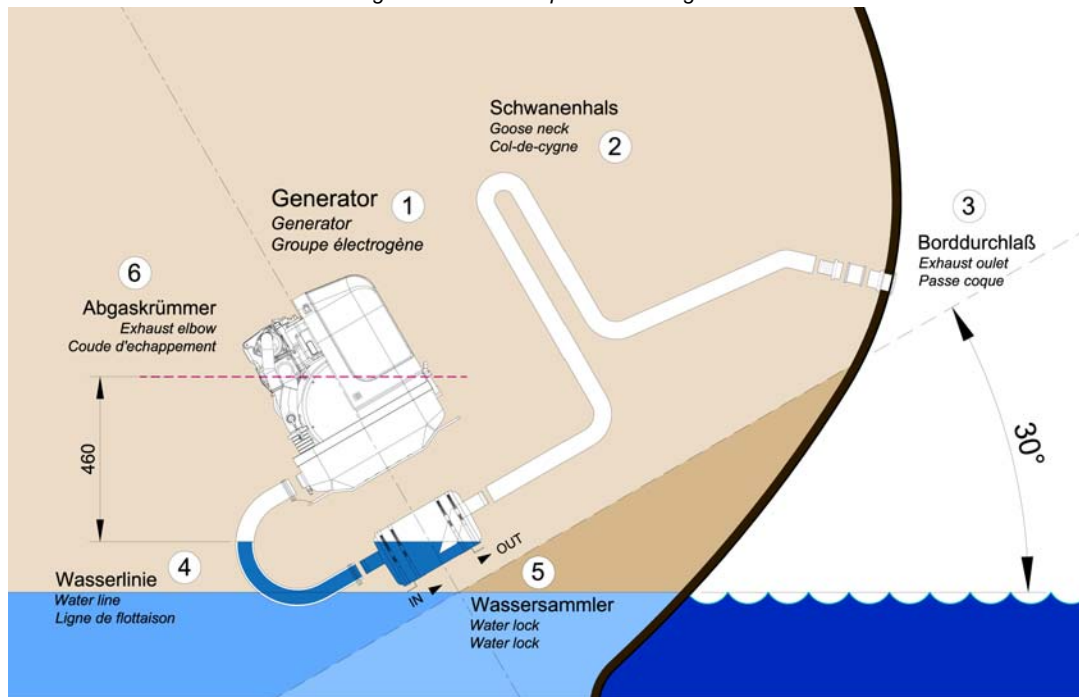 Schwanenhals
Goose neck
Col-de-cygne
2
Generator
Generator
Groupe électrogène
1
3
Borddurchlaß
Exhaust oulet
Passe coque
6
Abgaskrümmer
Exhaust elbow
Coude d'echappement
460
30°
4
Wasserlinie
Water line
Ligne de flottaison
IN
OUT
5
Wassersammler
Water lock
Water lock